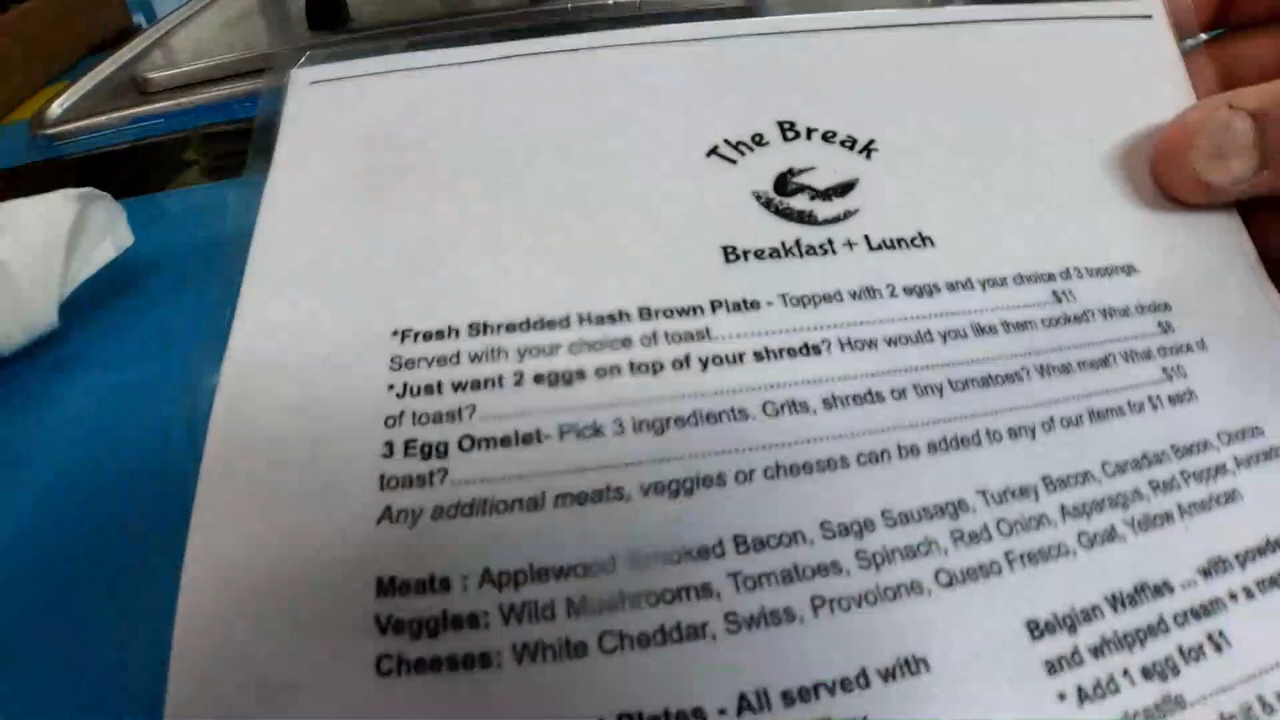 The Break
Breakfast + Lunch
*Fresh Shredded Hash Brown Plate - Topped with 2 eggs and your choice of 3 toppings.
Served with your choice of toast..............................$11
*Just want 2 eggs on top of your shreds? How would you like them cooked? What choice
of toast?..............................$8
3 Egg Omelet- Pick 3 ingredients. Grits, shreds or tiny tomatoes? What meat? What choice of
toast?..............................$10
Any additional meats, veggies or cheeses can be added to any of our items for $1 each
Meats : Applewood Smoked Bacon, Sage Sausage, Turkey Bacon, Canadian Bacon, Chorizo
Veggies: Wild Mushrooms, Tomatoes, Spinach, Red Onion, Asparagus, Red Pepper, Avocado
Cheeses: White Cheddar, Swiss, Provolone, Queso Fresco, Goat, Yellow American
Belgian Waffles ... with powde
and whipped cream + a me
* Add 1 egg for $1
Plates - All served with